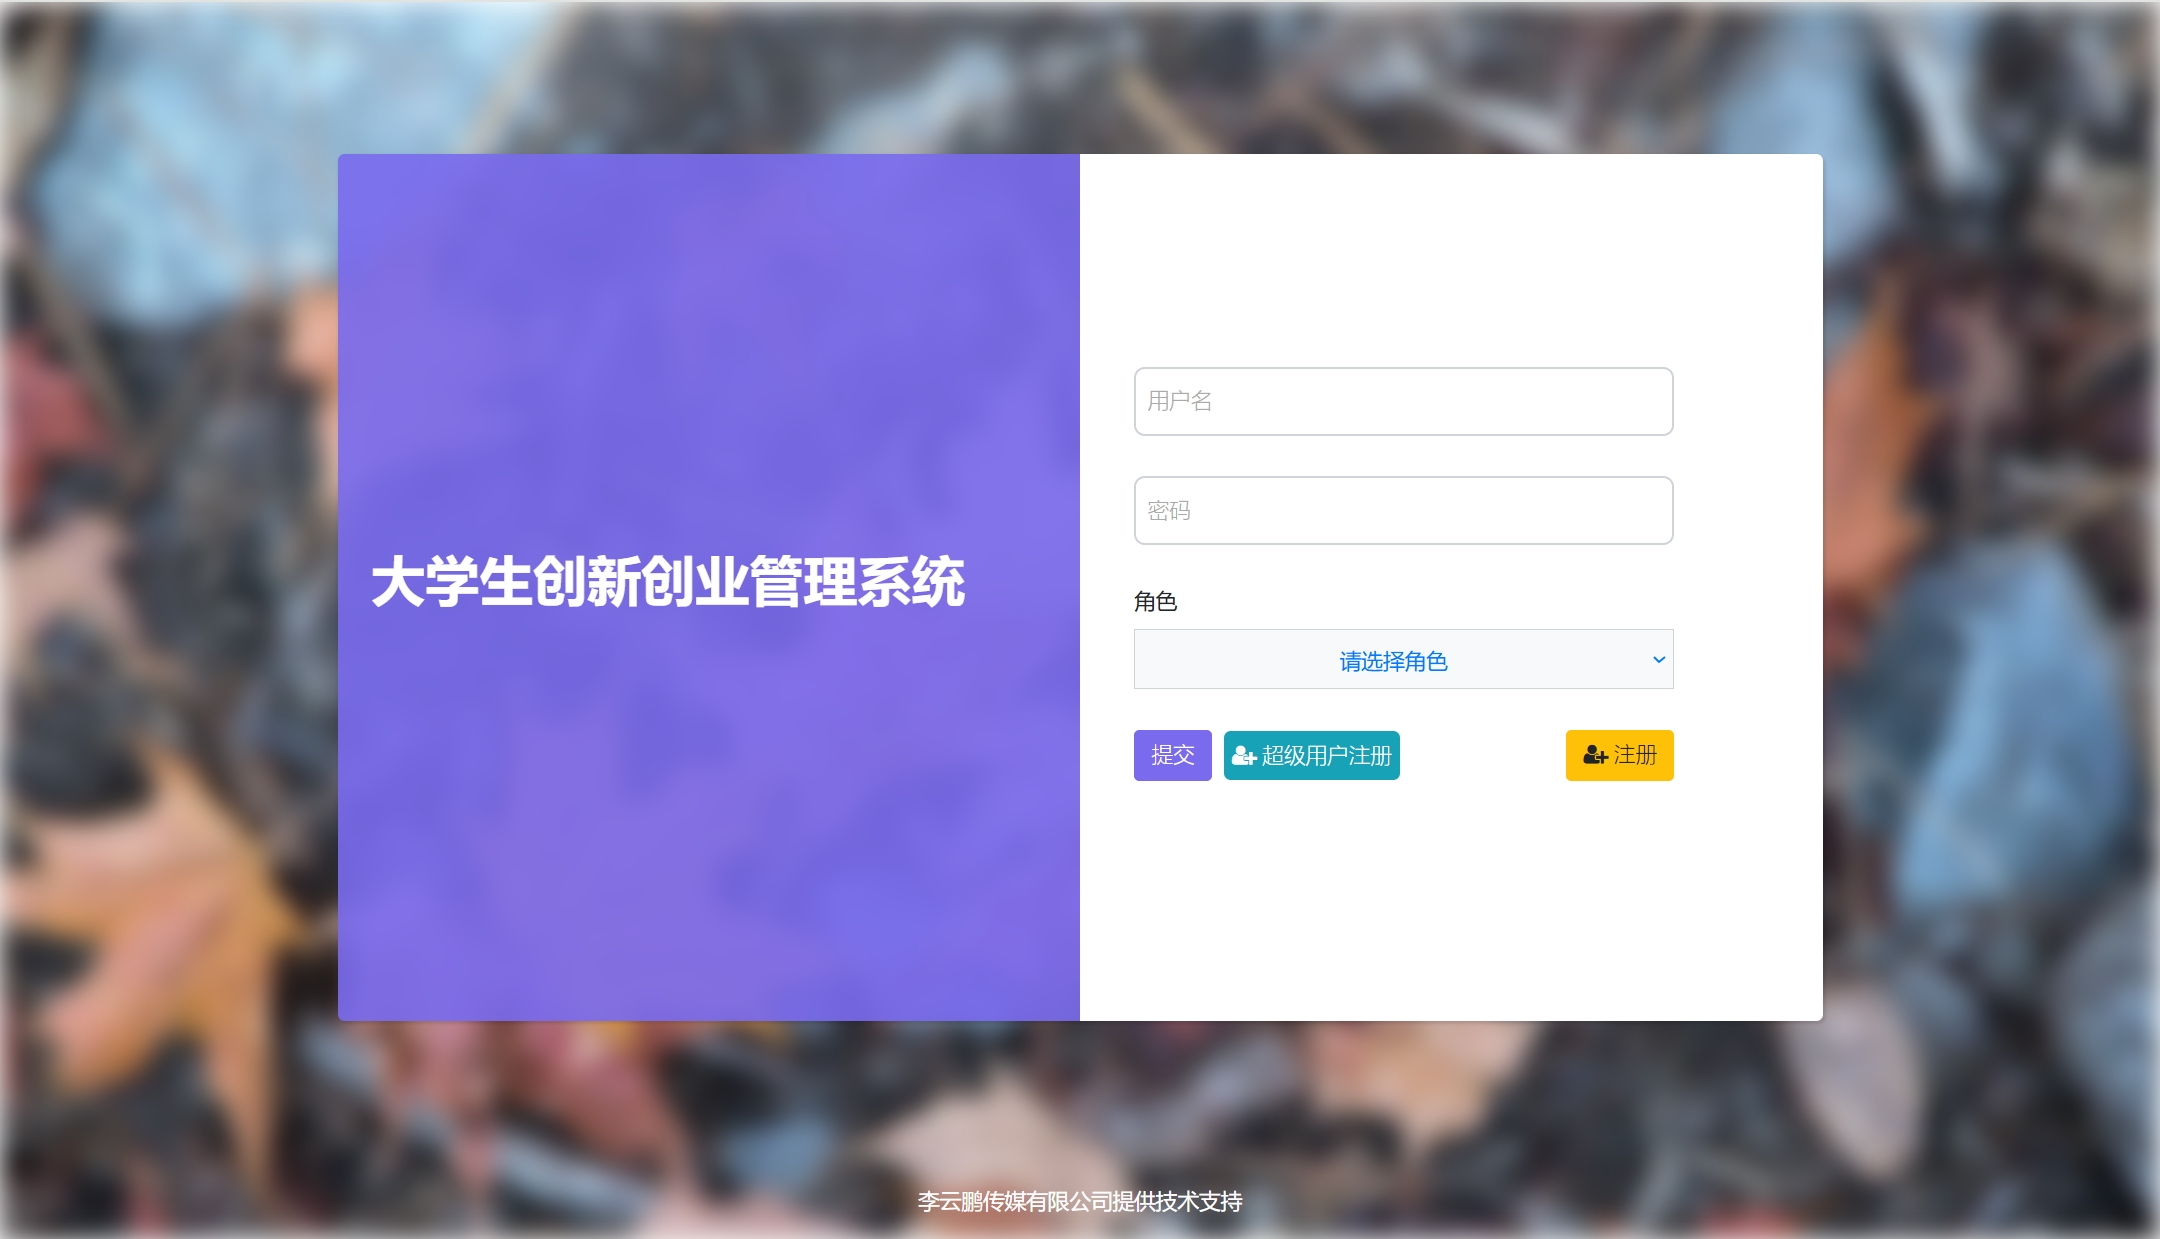 大学生创新创业管理系统
用户名
密码
角色
请选择角色
提交
超级用户注册
注册
李云鹏传媒有限公司提供技术支持